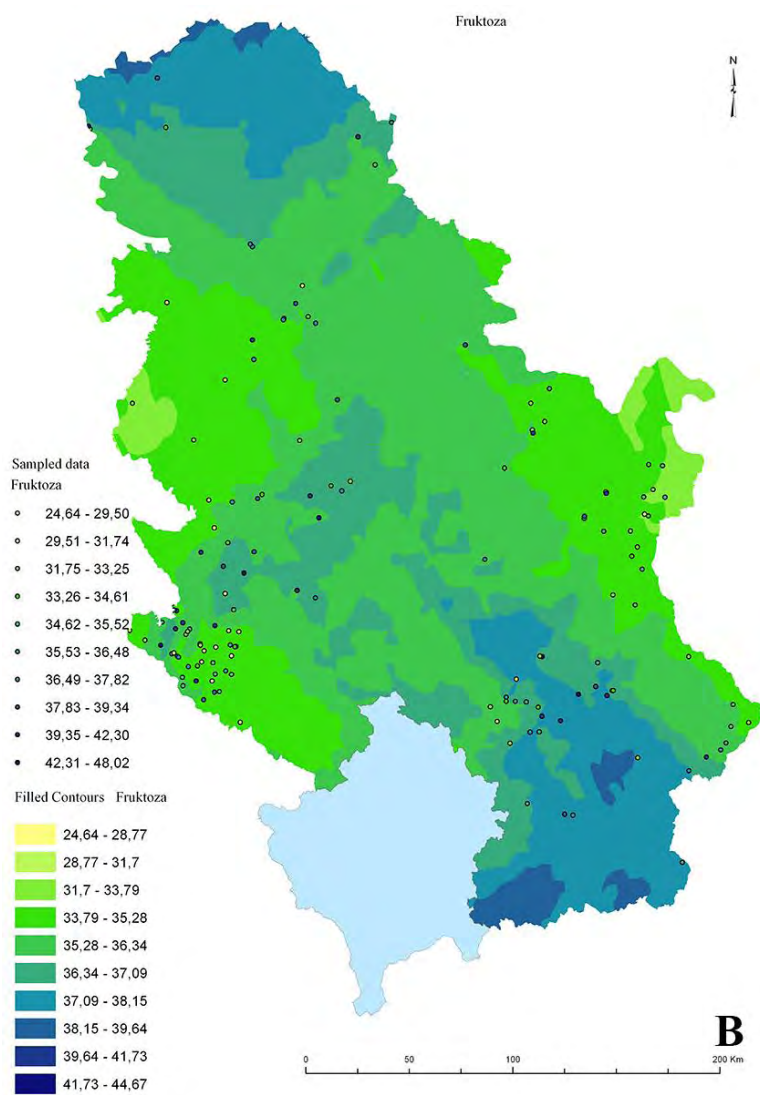 Fruktoza
N
Sampled data
Fruktoza
24,64 - 29,50
29,51 - 31,74
31,75 - 33,25
33,26 - 34,61
34,62 - 35,52
35,53 - 36,48
36,49 - 37,82
37,83 - 39,34
39,35 - 42,30
42,31 - 48,02
Filled Contours Fruktoza
24,64 - 28,77
28,77 - 31,7
31,7 - 33,79
33,79 - 35,28
35,28 - 36,34
36,34 - 37,09
37,09 - 38,15
38,15 - 39,64
39,64 - 41,73
41,73 - 44,67
B
0 50 100 200 Km